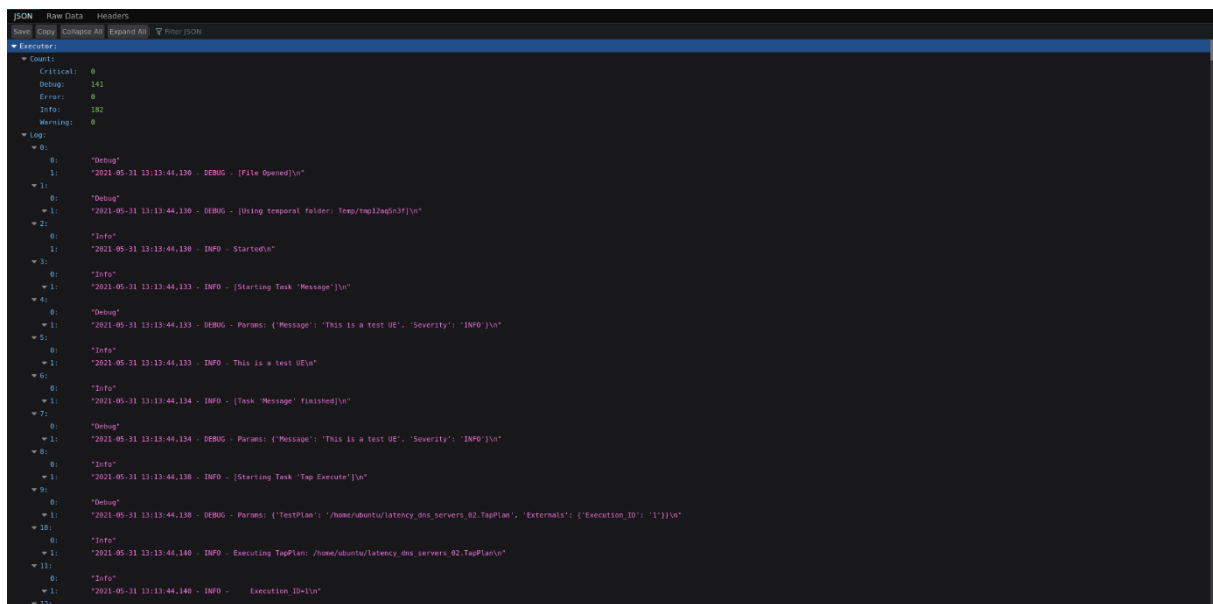 JSON Raw Data Headers
Save Copy Collapse All Expand All Filter JSON
Executor:
Count:
Critical: 0
Debug: 141
Error: 0
Info: 182
Warning: 0
Log:
0:
0: "Debug"
1: "2021-05-31 13:13:44,130 - DEBUG - [File Opened]\n"
1:
0: "Debug"
1: "2021-05-31 13:13:44,130 - DEBUG - [Using temporal folder: Temp/tmp12aq5n3f]\n"
2:
0: "Info"
1: "2021-05-31 13:13:44,130 - INFO - Started\n"
3:
0: "Info"
1: "2021-05-31 13:13:44,133 - INFO - [Starting Task 'Message']\n"
4:
0: "Debug"
1: "2021-05-31 13:13:44,133 - DEBUG - Params: {'Message': 'This is a test UE', 'Severity': 'INFO'}\n"
5:
0: "Info"
1: "2021-05-31 13:13:44,133 - INFO - This is a test UE\n"
6:
0: "Info"
1: "2021-05-31 13:13:44,134 - INFO - [Task 'Message' finished]\n"
7:
0: "Debug"
1: "2021-05-31 13:13:44,134 - DEBUG - Params: {'Message': 'This is a test UE', 'Severity': 'INFO'}\n"
8:
0: "Info"
1: "2021-05-31 13:13:44,138 - INFO - [Starting Task 'Tap Execute']\n"
9:
0: "Debug"
1: "2021-05-31 13:13:44,138 - DEBUG - Params: {'TestPlan': '/home/ubuntu/latency_dns_servers_02.TapPlan', 'Externals': {'Execution_ID': '1'}}\n"
10:
0: "Info"
1: "2021-05-31 13:13:44,140 - INFO - Executing TapPlan: /home/ubuntu/latency_dns_servers_02.TapPlan\n"
11:
0: "Info"
1: "2021-05-31 13:13:44,140 - INFO - Execution_ID=1\n"
12: